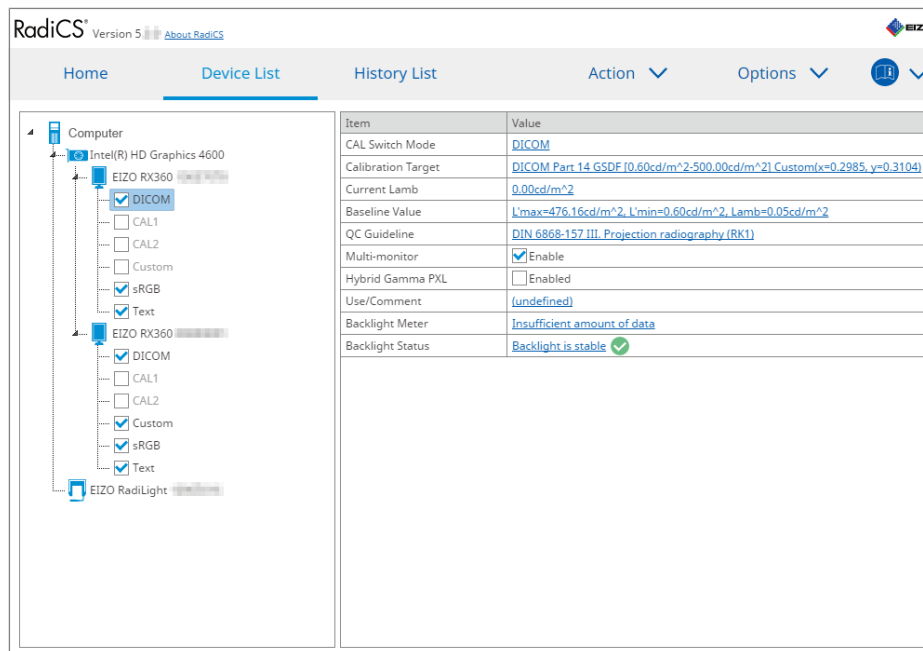 RadiCS® Version 5. About RadiCS
EIZ
Home Device List History List Action Options
Computer
Intel(R) HD Graphics 4600
EIZO RX360
DICOM
CAL1
CAL2
Custom
sRGB
Text
EIZO RX360
DICOM
CAL1
CAL2
Custom
sRGB
Text
EIZO RadiLight
Item Value
CAL Switch Mode DICOM
Calibration Target DICOM Part 14 GSDF [0.60cd/m^2-500.00cd/m^2] Custom(x=0.2985, y=0.3104)
Current Lamb 0.00cd/m^2
Baseline Value L'max=476.16cd/m^2, L'min=0.60cd/m^2, Lamb=0.05cd/m^2
QC Guideline DIN 6868-157 III. Projection radiography (RK1)
Multi-monitor Enable
Hybrid Gamma PXL Enabled
Use/Comment (undefined)
Backlight Meter Insufficient amount of data
Backlight Status Backlight is stable